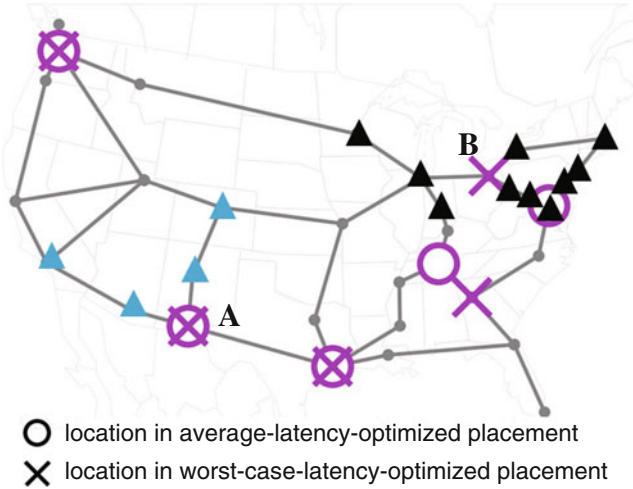 B
A
location in average-latency-optimized placement
location in worst-case-latency-optimized placement